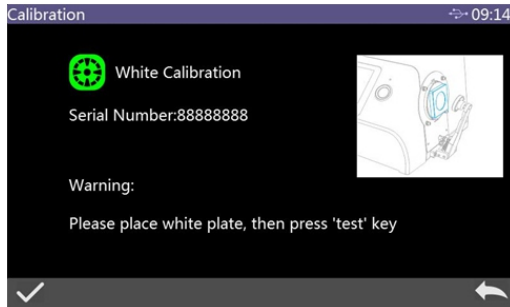 Calibration 09:14
White Calibration
Serial Number:88888888
Warning:
Please place white plate, then press 'test' key